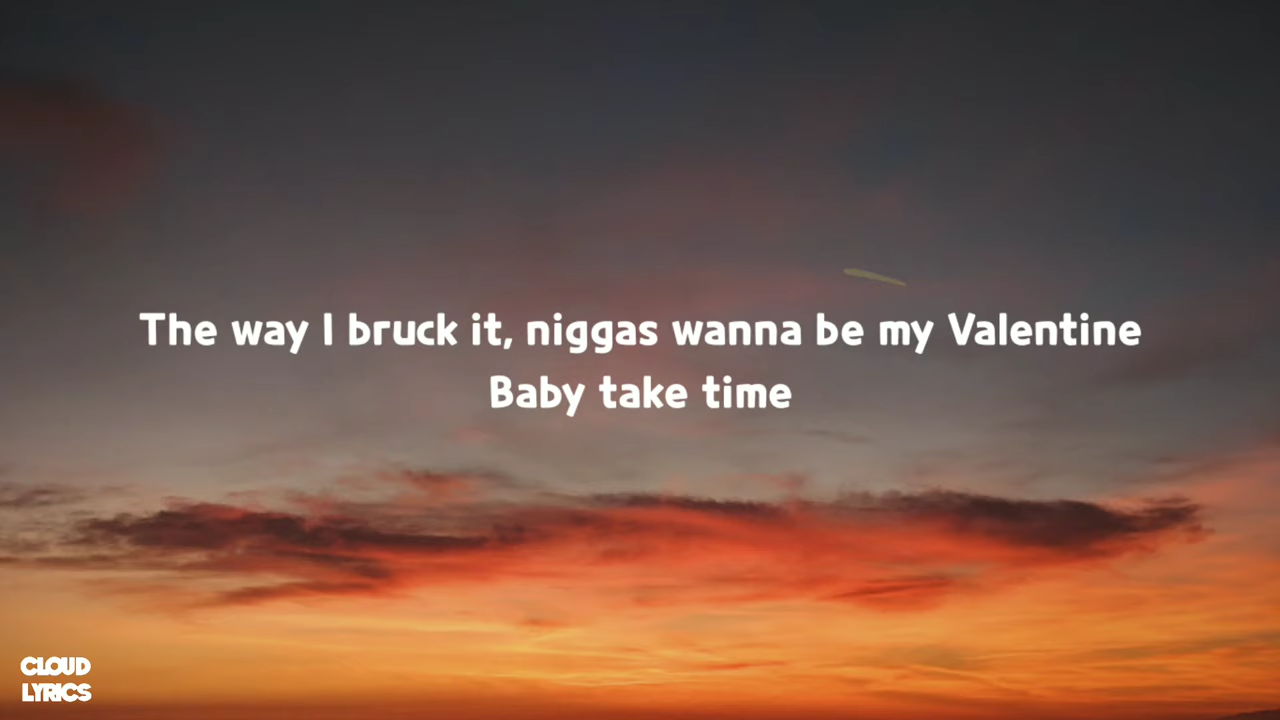 The way I bruck it, niggas wanna be my Valentine
Baby take time
CLOUD
LYRICS